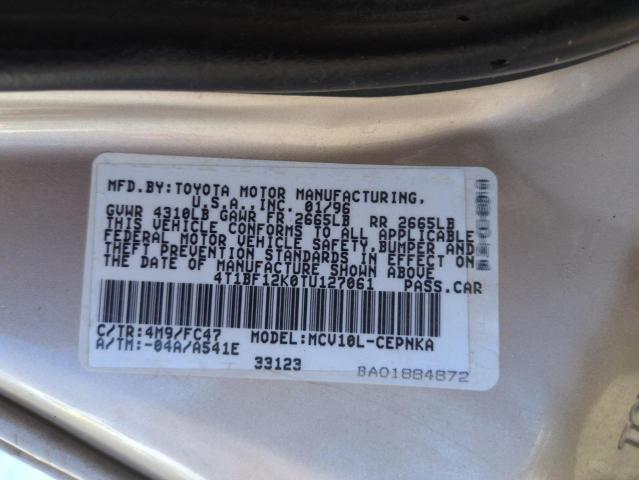 MFD.BY:TOYOTA MOTOR MANUFACTURING,
U.S.A.,INC. 01/96
GVWR 4310LB GAWR FR 2665LB RR 2665LB
THIS VEHICLE CONFORMS TO ALL APPLICABLE
FEDERAL MOTOR VEHICLE SAFETY,BUMPER AND
THEFT PREVENTION STANDARDS IN EFFECT ON
THE DATE OF MANUFACTURE SHOWN ABOVE
4T1BF12K0TU127061 PASS.CAR
C/TR:4M9/FC47 MODEL:MCV10L-CEPNKA
A/TM:-04A/A541E
33123 BA01884872